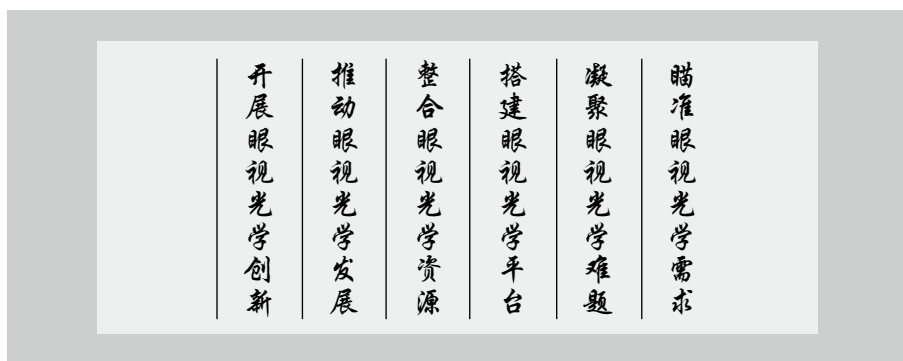 瞄准眼视光学需求
凝聚眼视光学难题
搭建眼视光学平台
整合眼视光学资源
推动眼视光学发展
开展眼视光学创新